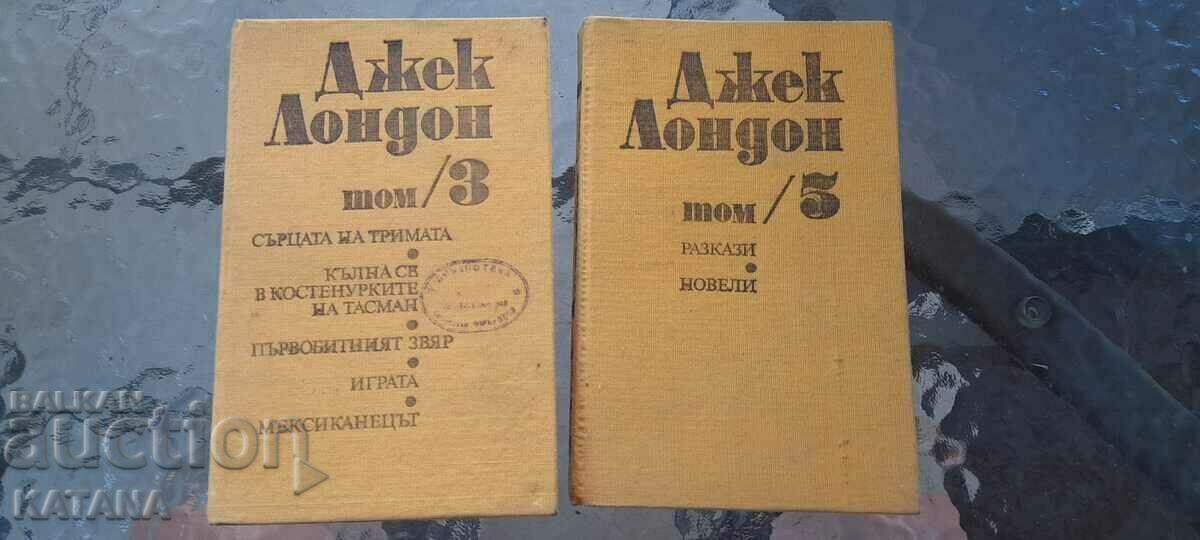 Джек
Лондон
том/3
СЪРЦАТА НА ТРИМАТА
КЪЛНА СЕ
В КОСТЕНУРКИТЕ
НА ТАСМАН
ПЪРВОБИТНИЯТ ЗВЯР
ИГРАТА
МЕКСИКАНЕЦЪТ
Джек
Лондон
том/5
РАЗКАЗИ
НОВЕЛИ
BALKAN
auction
KATANA